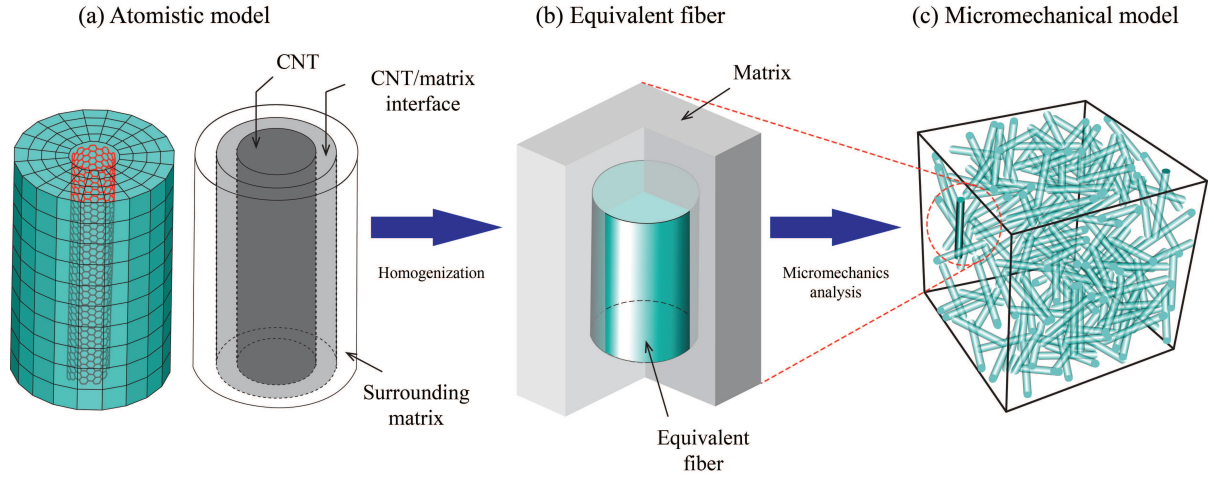 (a) Atomistic model
(b) Equivalent fiber
(c) Micromechanical model
CNT
CNT/matrix
interface
Surrounding
matrix
Homogenization
Matrix
Equivalent
fiber
Micromechanics
analysis